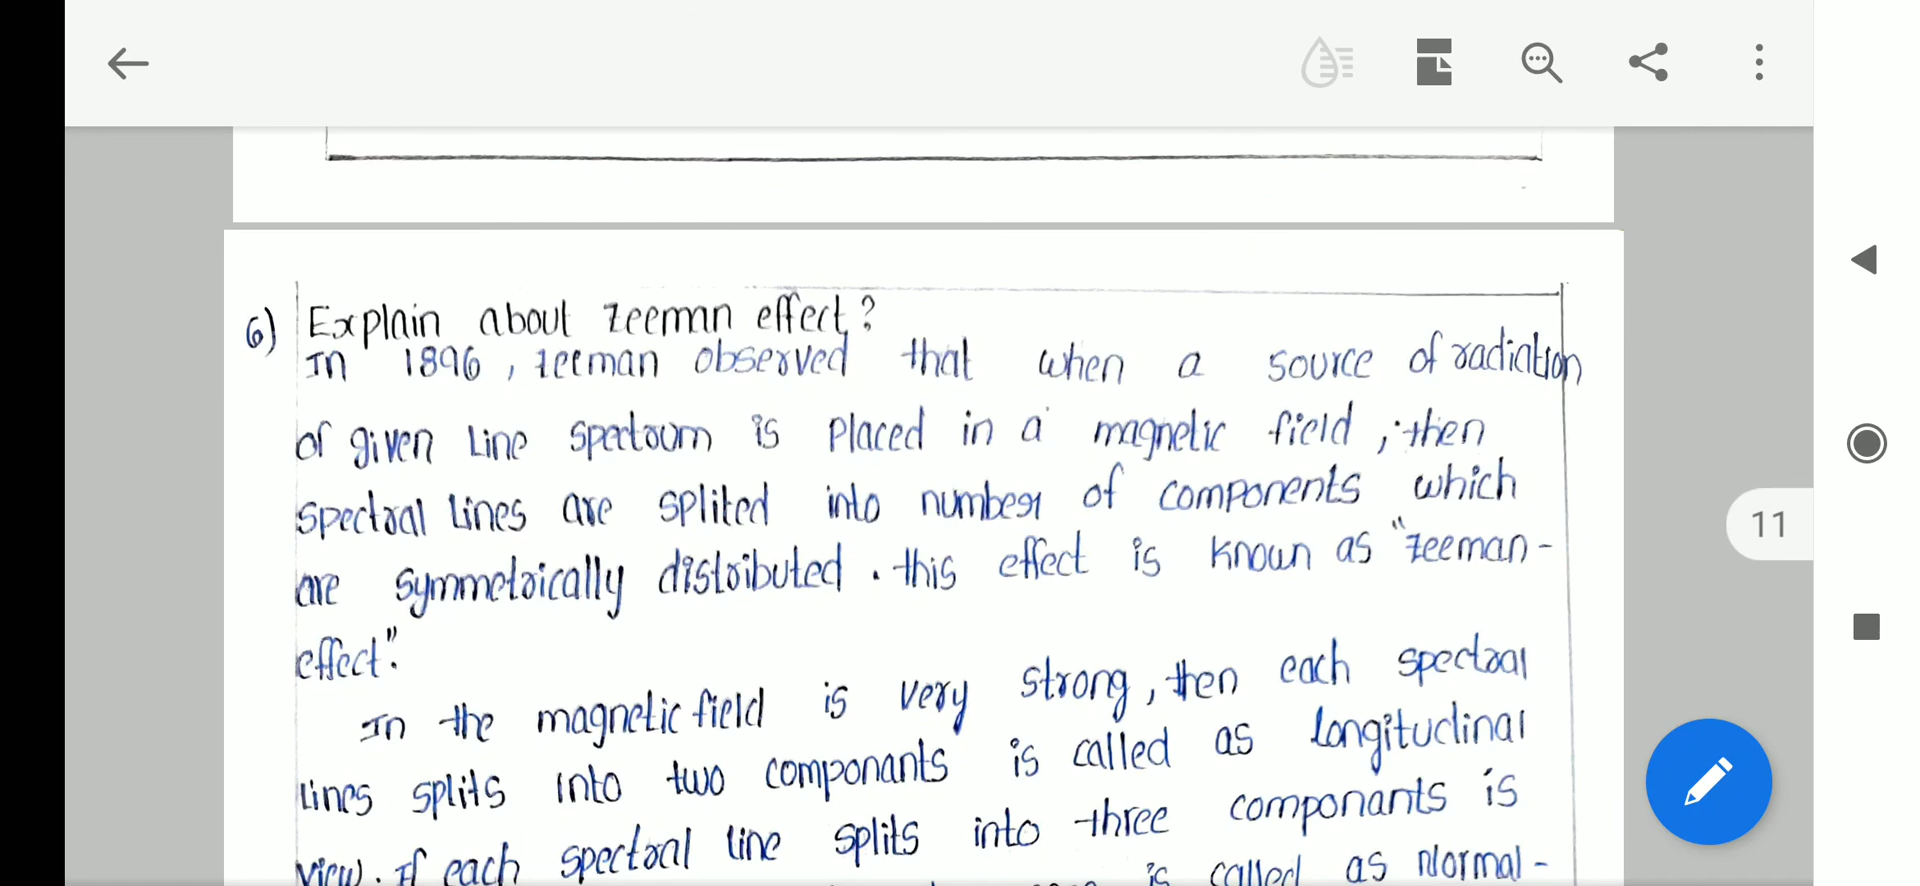 6) Explain about Zeeman effect?
In 1896, zeeman observed that when a source of radiation
of given Line spectrum is placed in a magnetic field, then
spectral lines are splited into number of components which
are symmetrically distributed. this effect is known as "zeeman-
effect".
In the magnetic field is very strong, then each spectral
lines splits into two componants is called as longitudinal
view. If each spectral line splits into three componants is
is called as Normal-
11